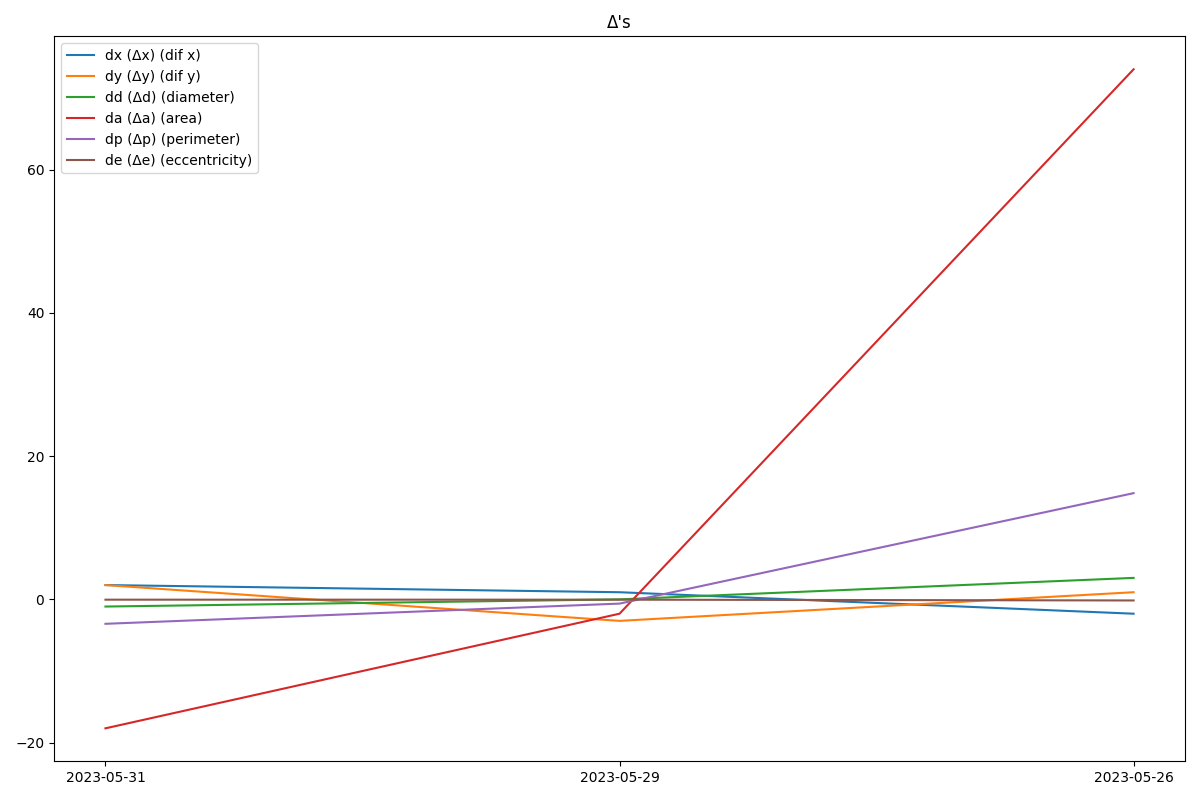 Δ's
dx (Δx) (dif x)
dy (Δy) (dif y)
dd (Δd) (diameter)
da (Δa) (area)
dp (Δp) (perimeter)
de (Δe) (eccentricity)
60
40
20
0
−20
2023-05-31
2023-05-29
2023-05-26